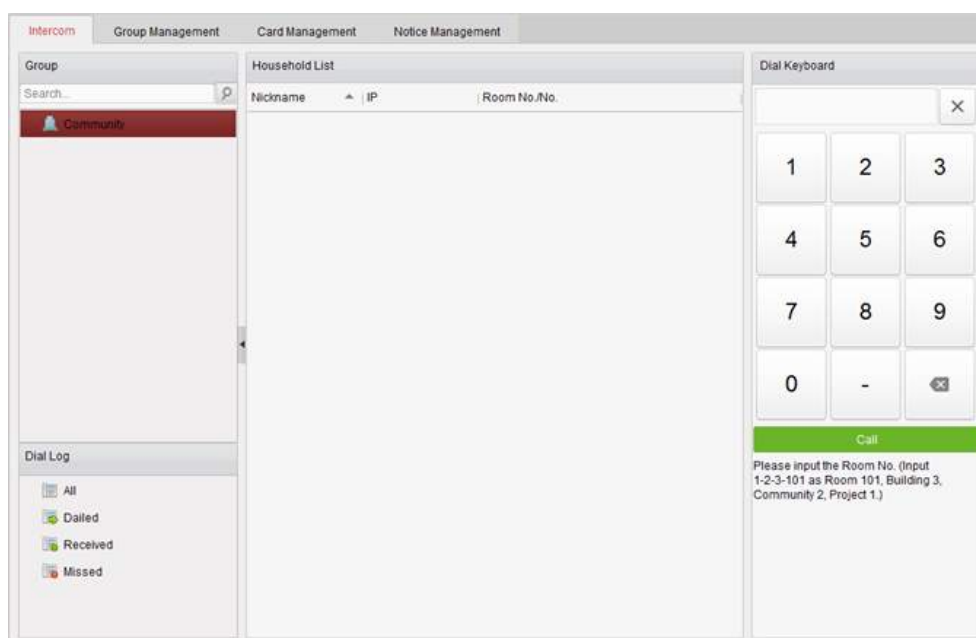 Intercom Group Management Card Management Notice Management
Group
Search...
Community
Dial Log
All
Dailed
Received
Missed
Household List
Nickname IP Room No./No.
Dial Keyboard
1 2 3
4 5 6
7 8 9
0 -
Call
Please input the Room No. (Input
1-2-3-101 as Room 101, Building 3,
Community 2, Project 1.)